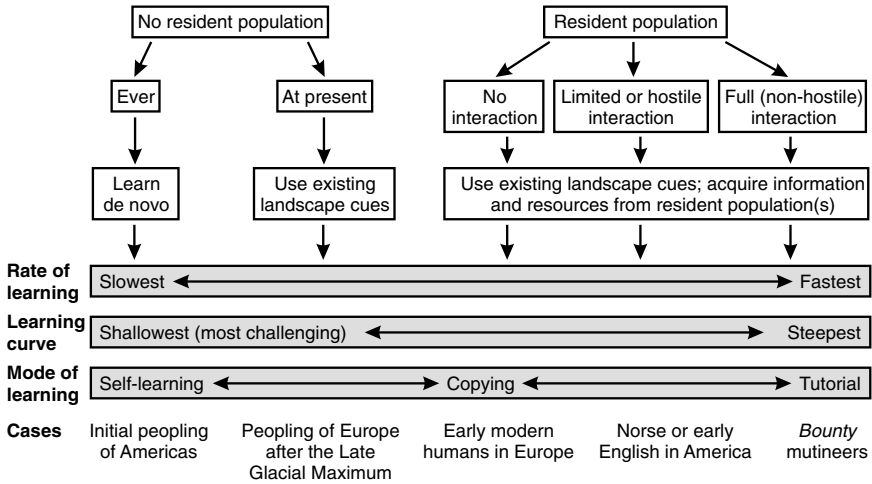 No resident population
Resident population
Ever
At present
No
interaction
Limited or hostile
interaction
Full (non-hostile)
interaction
Learn
de novo
Use existing
landscape cues
Use existing landscape cues; acquire information
and resources from resident population(s)
Rate of
learning
Slowest
Fastest
Learning
curve
Shallowest (most challenging)
Steepest
Mode of
learning
Self-learning
Copying
Tutorial
Cases
Initial peopling
of Americas
Peopling of Europe
after the Late
Glacial Maximum
Early modern
humans in Europe
Norse or early
English in America
Bounty
mutineers